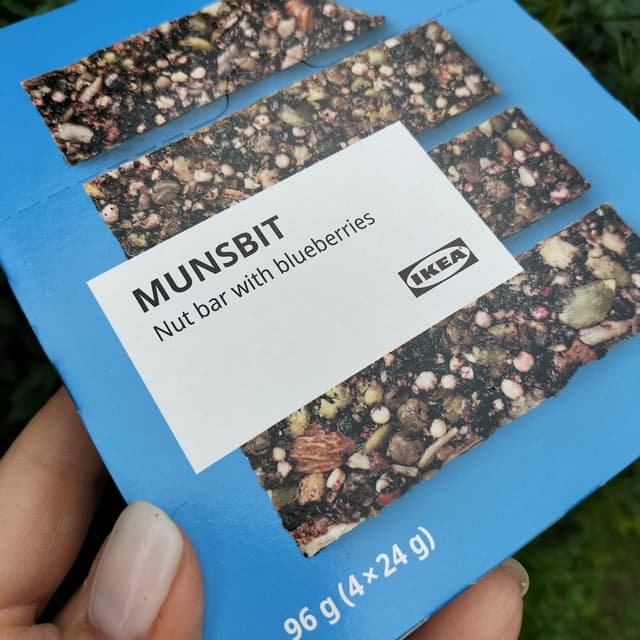 MUNSBIT
Nut bar with blueberries
IKEA
96 g (4×24 g)